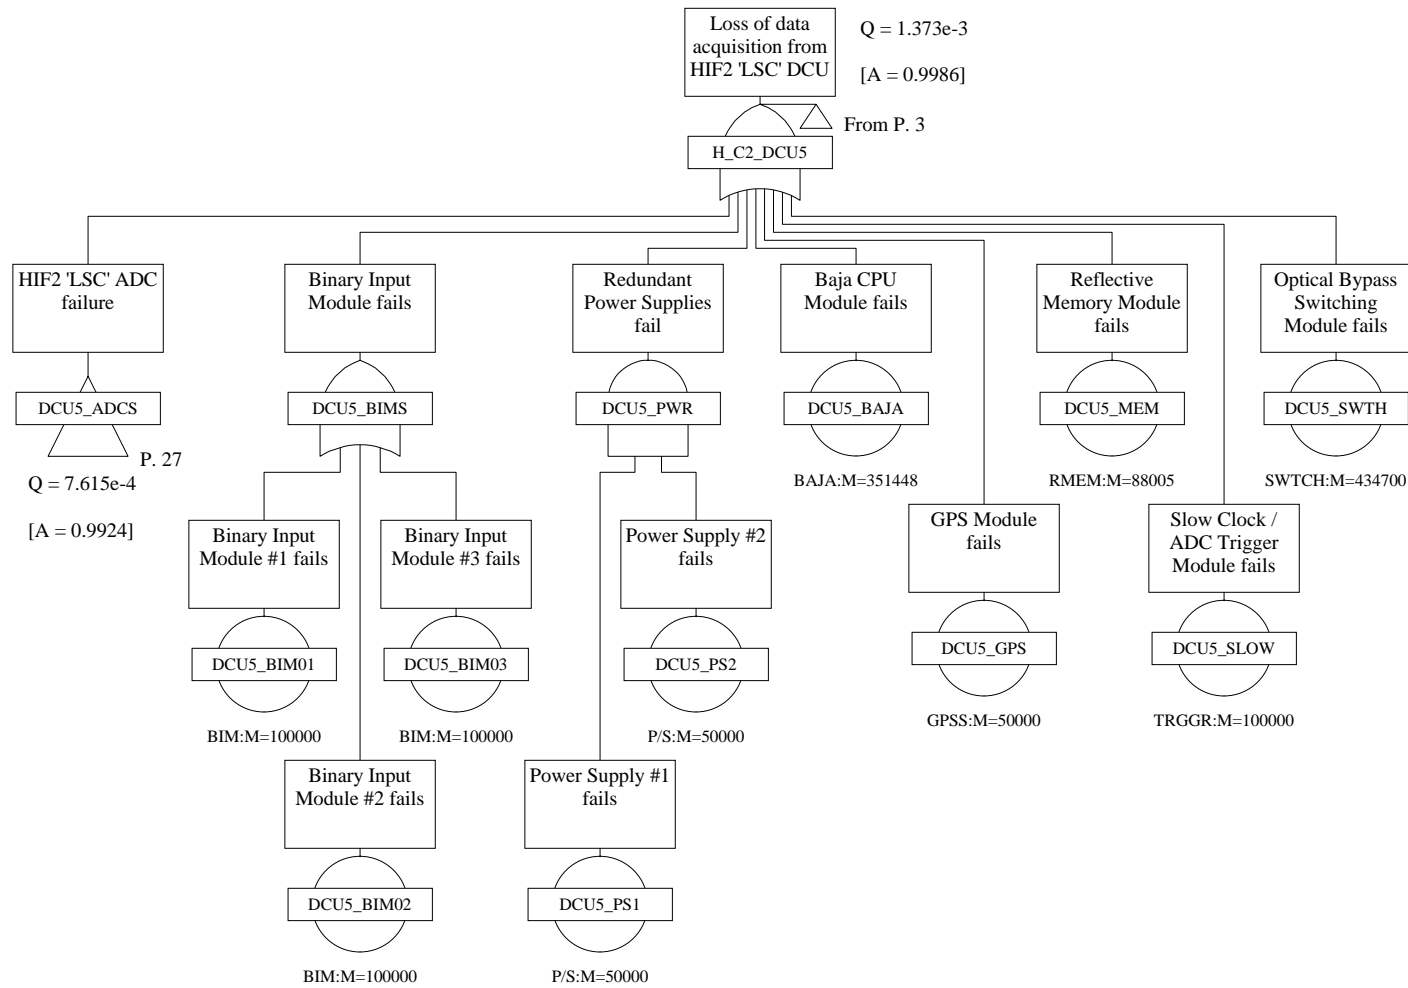 Loss of data
acquisition from
HIF2 'LSC' DCU
Q = 1.373e-3
[A = 0.9986]
From P. 3
H_C2_DCU5
HIF2 'LSC' ADC
failure
Binary Input
Module fails
Redundant
Power Supplies
fail
Baja CPU
Module fails
Reflective
Memory Module
fails
Optical Bypass
Switching
Module fails
DCU5_ADCS
DCU5_BIMS
DCU5_PWR
DCU5_BAJA
DCU5_MEM
DCU5_SWTH
P. 27
Q = 7.615e-4
[A = 0.9924]
BAJA:M=351448
RMEM:M=88005
SWTCH:M=434700
Binary Input
Module #1 fails
Binary Input
Module #3 fails
Power Supply #2
fails
GPS Module
fails
Slow Clock /
ADC Trigger
Module fails
DCU5_BIM01
DCU5_BIM03
DCU5_PS2
DCU5_GPS
DCU5_SLOW
BIM:M=100000
BIM:M=100000
P/S:M=50000
GPSS:M=50000
TRGGR:M=100000
Binary Input
Module #2 fails
Power Supply #1
fails
DCU5_BIM02
DCU5_PS1
BIM:M=100000
P/S:M=50000